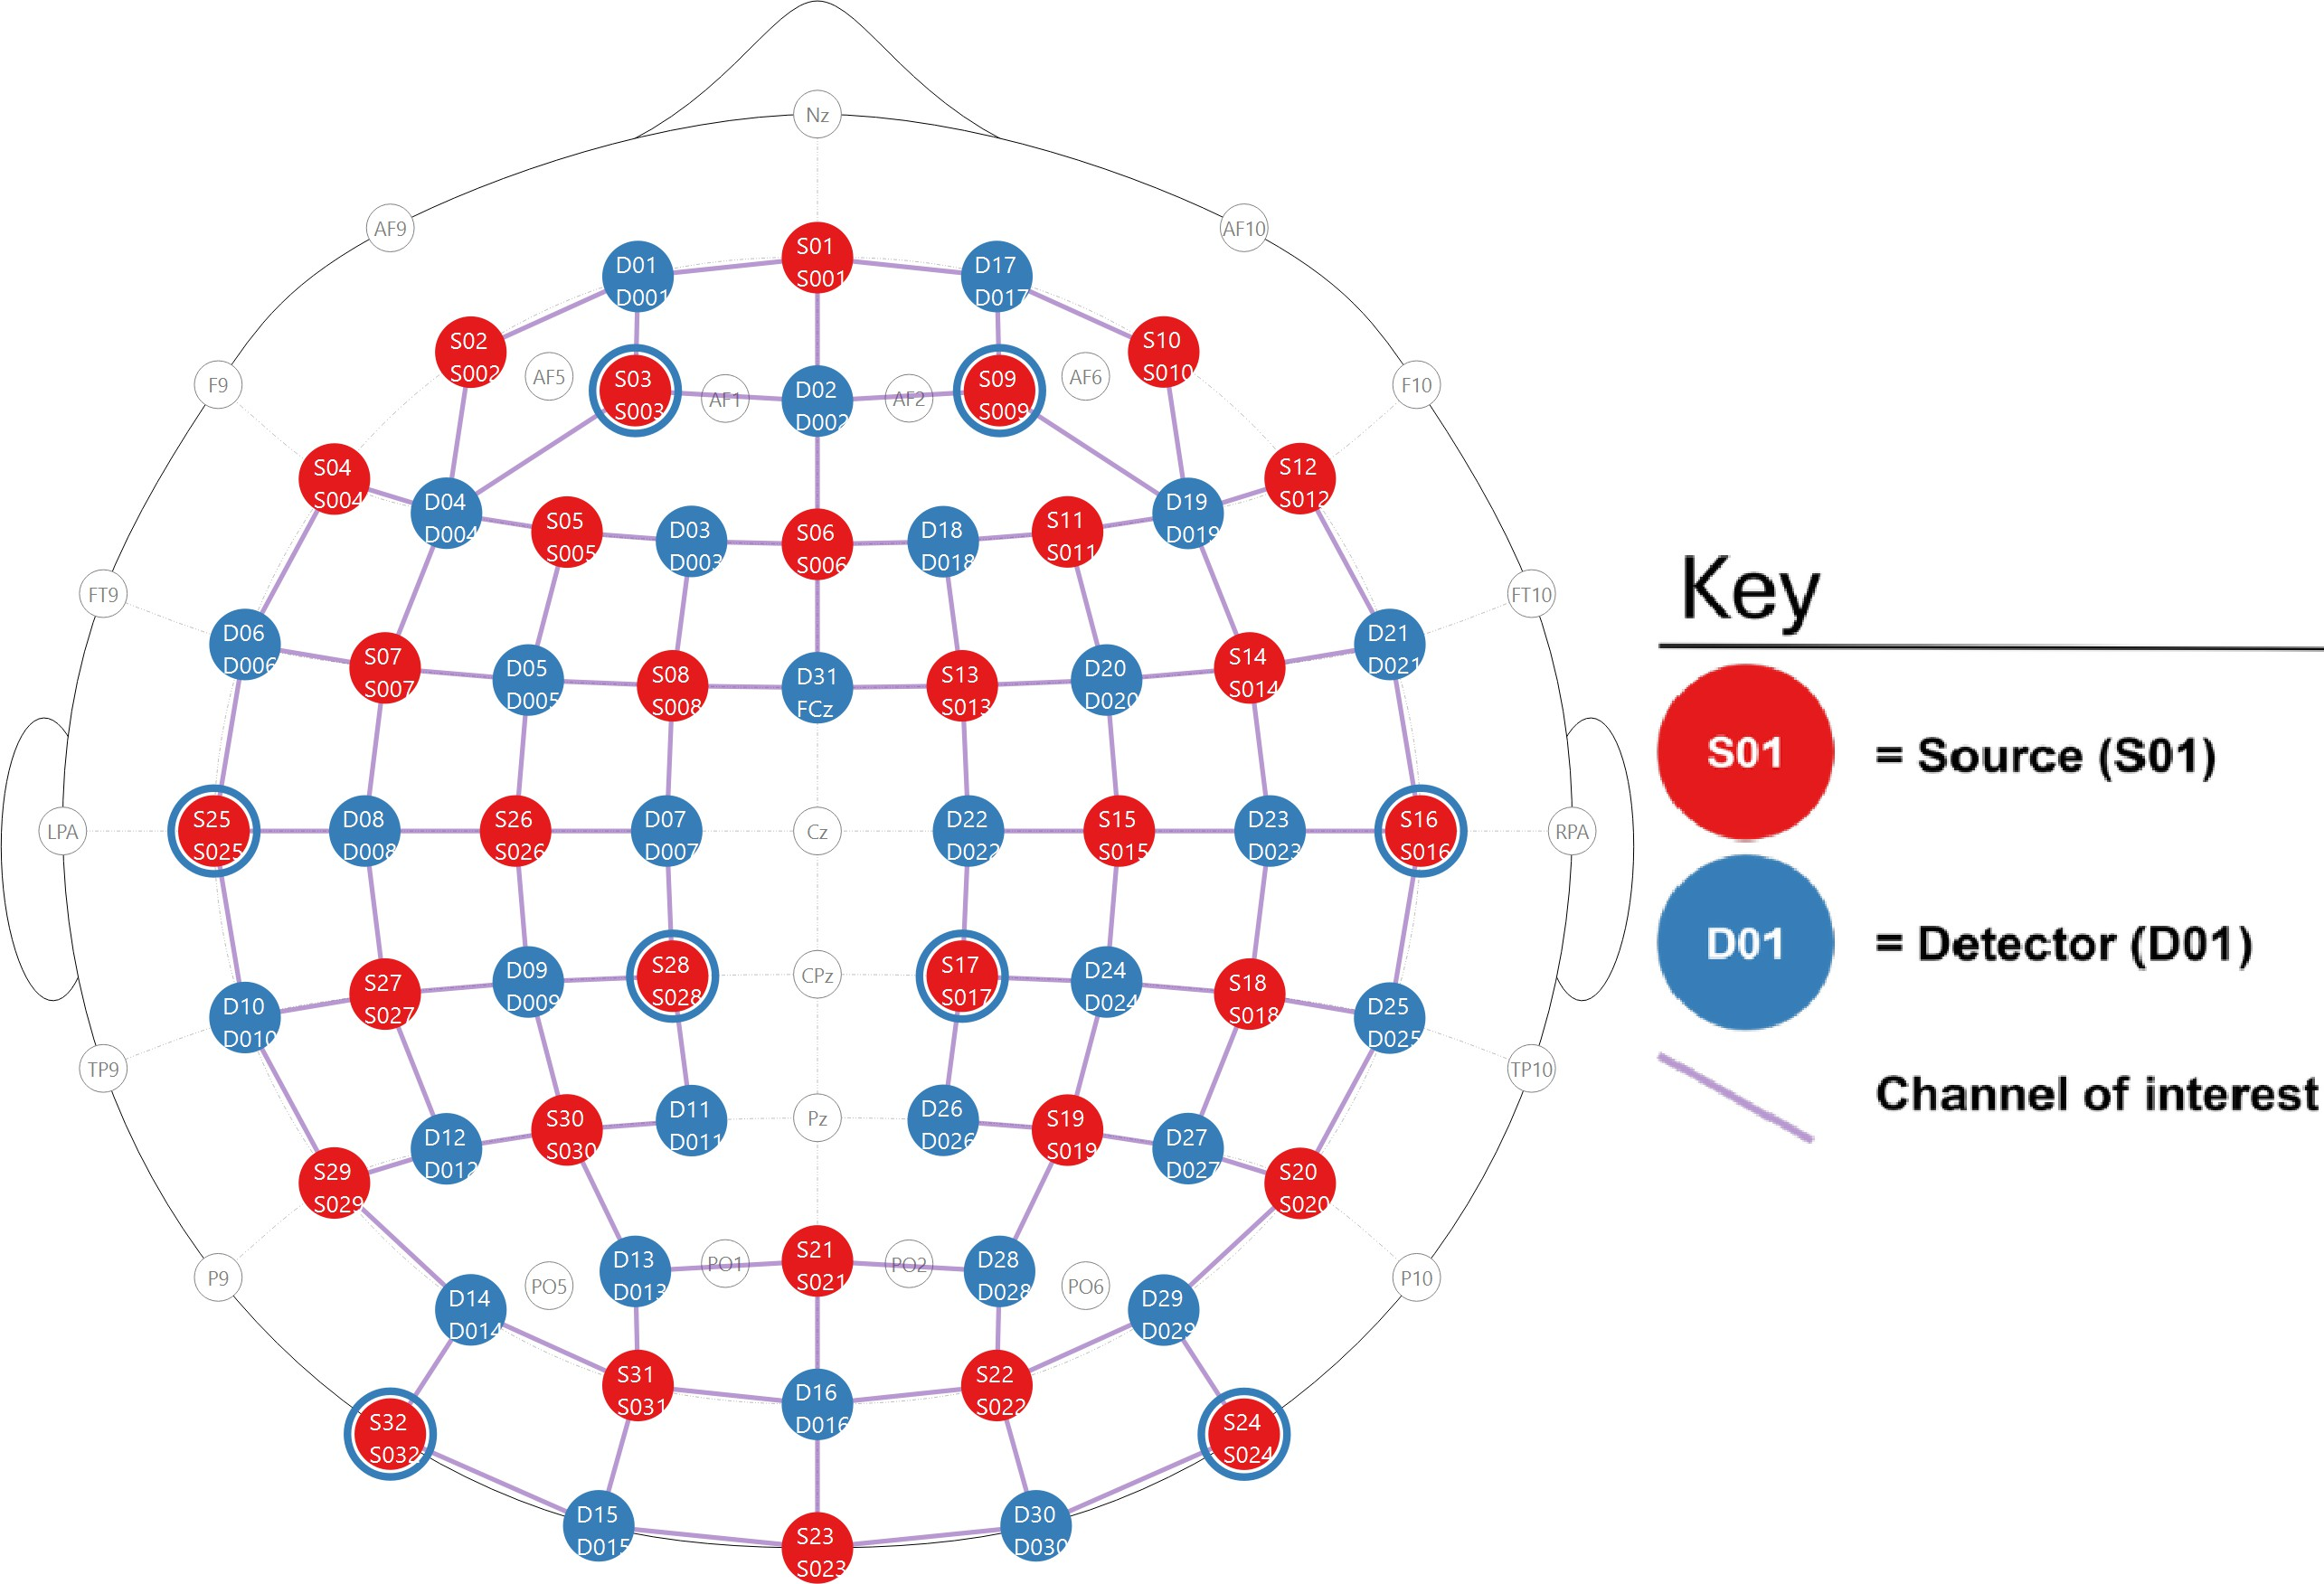 Nz
AF9
AF10
S01
S001
D01
D001
D17
D017
S02
S002
S10
S010
AF5
S03
S003
AF1
D02
D002
AF2
S09
S009
AF6
F9
F10
S04
S004
S12
S012
D04
D004
S05
S005
D03
D003
S06
S006
D18
D018
S11
S011
D19
D019
FT9
FT10
D06
D006
S07
S007
D05
D005
S08
S008
D31
FCz
S13
S013
D20
D020
S14
S014
D21
D021
LPA
S25
S025
D08
D008
S26
S026
D07
D007
Cz
D22
D022
S15
S015
D23
D023
S16
S016
RPA
D10
D010
S27
S027
D09
D009
S28
S028
CPz
S17
S017
D24
D024
S18
S018
D25
D025
TP9
TP10
S29
S029
D12
D012
S30
S030
D11
D011
Pz
D26
D026
S19
S019
D27
D027
S20
S020
P9
P10
PO5
D13
D013
PO1
S21
S021
PO2
D28
D028
PO6
D14
D014
D29
D029
S32
S032
S31
S031
D16
D016
S22
S022
S24
S024
D15
D015
S23
S023
D30
D030
Key
S01
= Source (S01)
D01
= Detector (D01)
Channel of interest